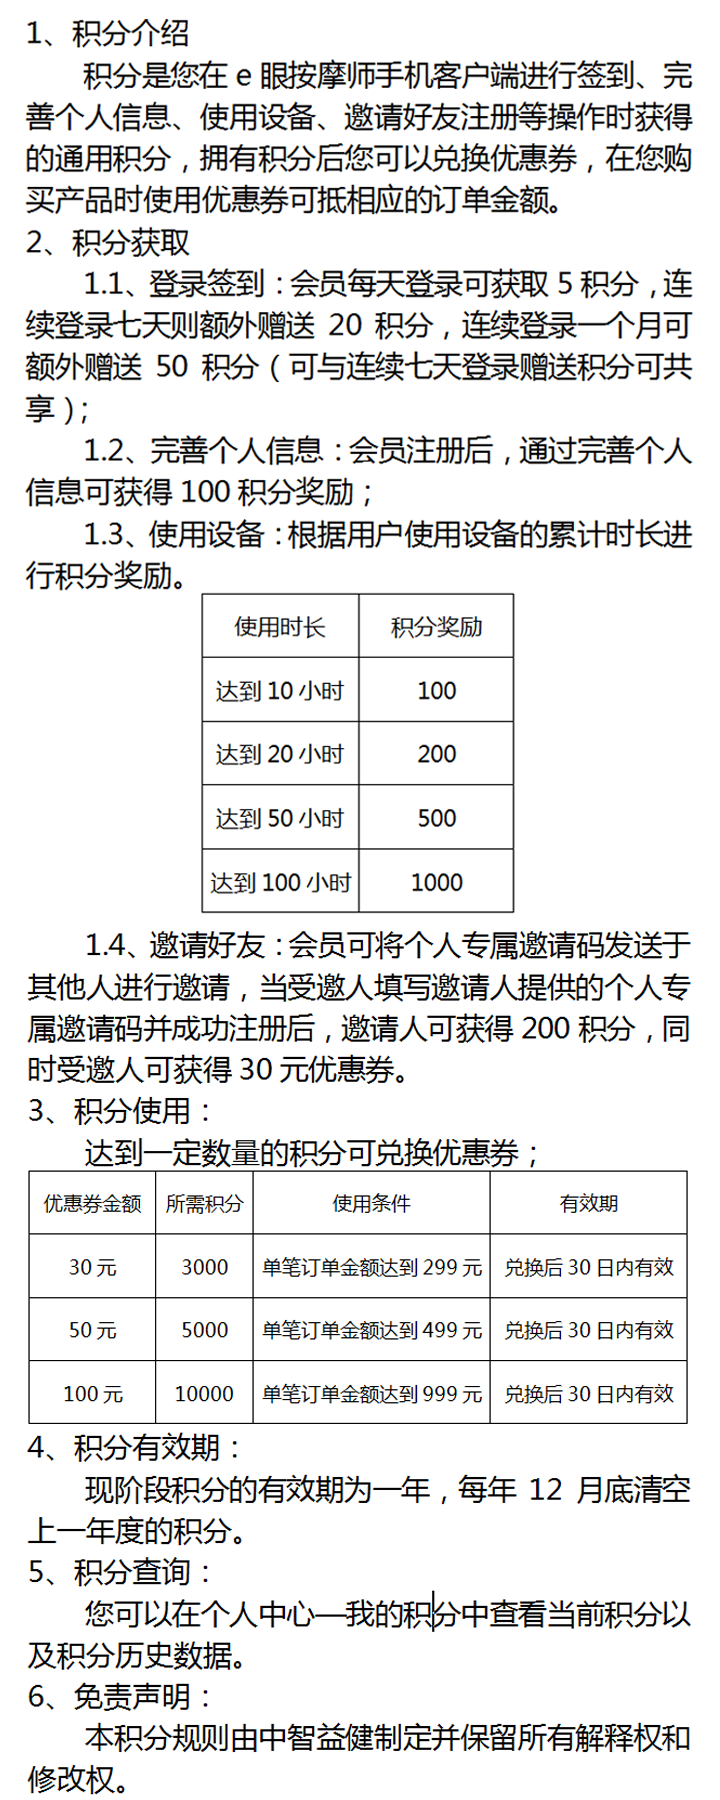 1、积分介绍
积分是您在 e 眼按摩师手机客户端进行签到、完
善个人信息、使用设备、邀请好友注册等操作时获得
的通用积分，拥有积分后您可以兑换优惠券，在您购
买产品时使用优惠券可抵相应的订单金额。
2、积分获取
1.1、登录签到：会员每天登录可获取 5 积分，连
续登录七天则额外赠送 20 积分，连续登录一个月可
额外赠送 50 积分（可与连续七天登录赠送积分可共
享）；
1.2、完善个人信息：会员注册后，通过完善个人
信息可获得 100 积分奖励；
1.3、使用设备：根据用户使用设备的累计时长进
行积分奖励。
使用时长 积分奖励
达到 10 小时 100
达到 20 小时 200
达到 50 小时 500
达到 100 小时 1000
1.4、邀请好友：会员可将个人专属邀请码发送于
其他人进行邀请，当受邀人填写邀请人提供的个人专
属邀请码并成功注册后，邀请人可获得 200 积分，同
时受邀人可获得 30 元优惠券。
3、积分使用：
达到一定数量的积分可兑换优惠券；
优惠券金额 所需积分 使用条件 有效期
30 元 3000 单笔订单金额达到 299 元 兑换后 30 日内有效
50 元 5000 单笔订单金额达到 499 元 兑换后 30 日内有效
100 元 10000 单笔订单金额达到 999 元 兑换后 30 日内有效
4、积分有效期：
现阶段积分的有效期为一年，每年 12 月底清空
上一年度的积分。
5、积分查询：
您可以在个人中心—我的积分中查看当前积分以
及积分历史数据。
6、免责声明：
本积分规则由中智益健制定并保留所有解释权和
修改权。